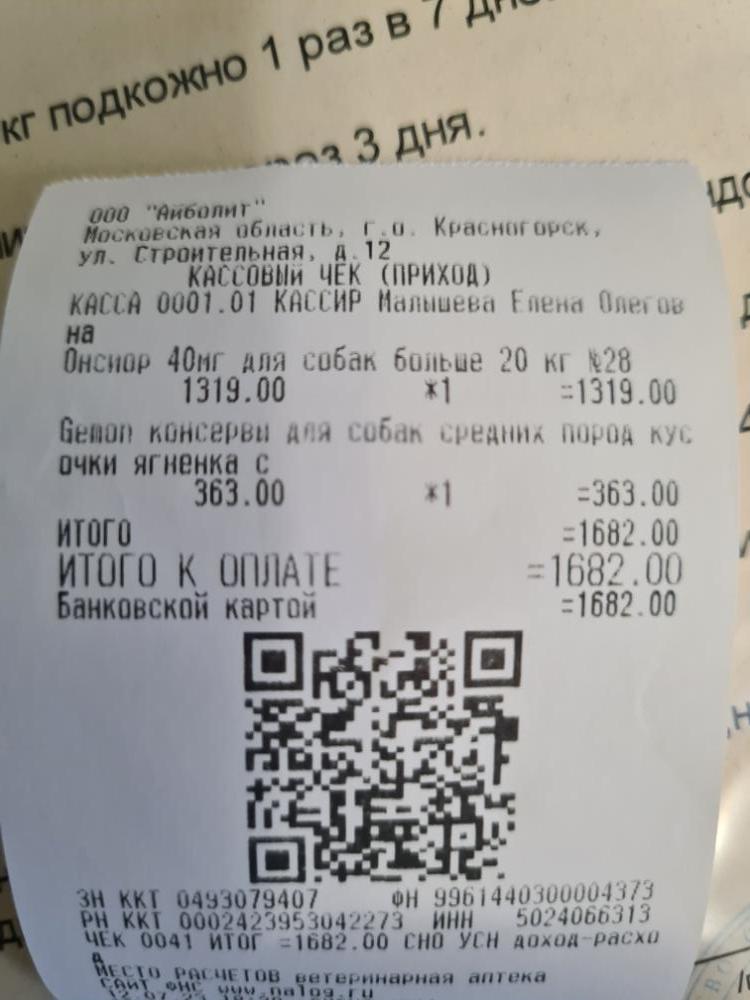 кг подкожно 1 раз в 7
раз 3 дня.
ООО "Айболит"
Московская область, г.о. Красногорск,
ул. Строительная, д.12
КАССОВЫЙ ЧЕК (ПРИХОД)
КАССА 0001.01 КАССИР Малышева Елена Олегов
на
Онсиор 40мг для собак больше 20 кг №28
1319.00 *1 =1319.00
Gemon консервы для собак средних пород кус
очки ягненка с
363.00 *1 =363.00
ИТОГО =1682.00
ИТОГО К ОПЛАТЕ =1682.00
Банковской картой =1682.00
ЗН ККТ 0493079407 ФН 9961440300004373
РН ККТ 0002423953042273 ИНН 5024066313
ЧЕК 0041 ИТОГ =1682.00 СНО УСН доход-расхо
д
МЕСТО РАСЧЕТОВ ветеринарная аптека
САЙТ ФНС www.nalog.ru